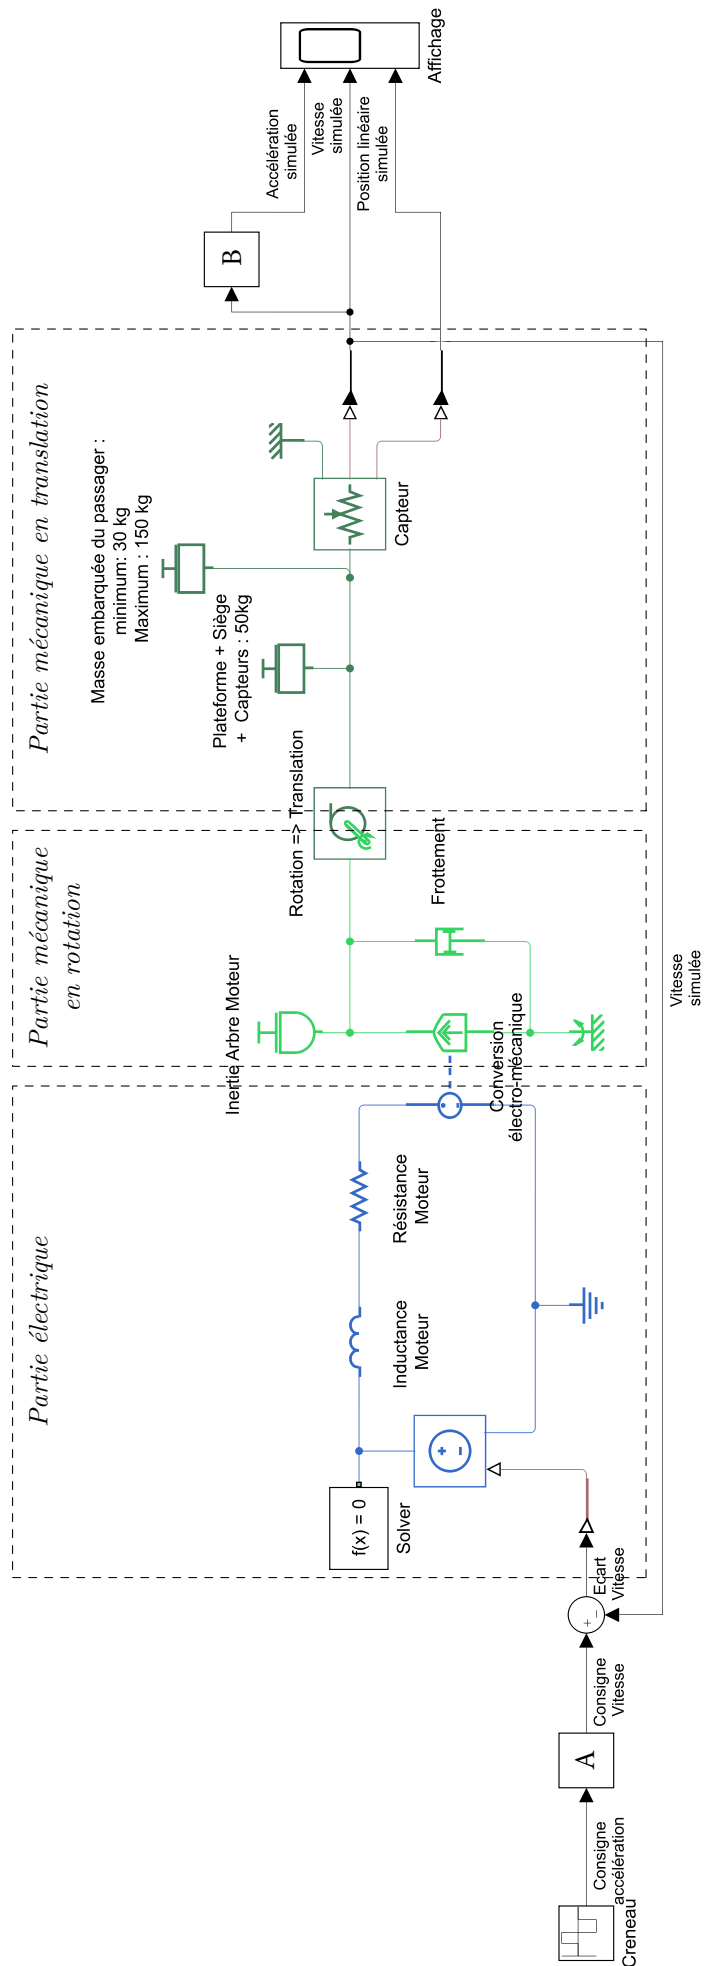 Creneau
Consigne
accélération
A
Consigne
Vitesse
+
−
Ecart
Vitesse
Partie électrique
f(x) = 0
Solver
+
-
Inductance
Moteur
Résistance
Moteur
Conversion
électro-mécanique
Partie mécanique
en rotation
Inertie Arbre Moteur
Frottement
Rotation => Translation
Partie mécanique en translation
Masse embarquée du passager :
minimum: 30 kg
Maximum : 150 kg
Plateforme + Siège
+ Capteurs : 50kg
Capteur
Vitesse
simulée
B
Accélération
simulée
Vitesse
simulée
Position linéaire
simulée
Affichage